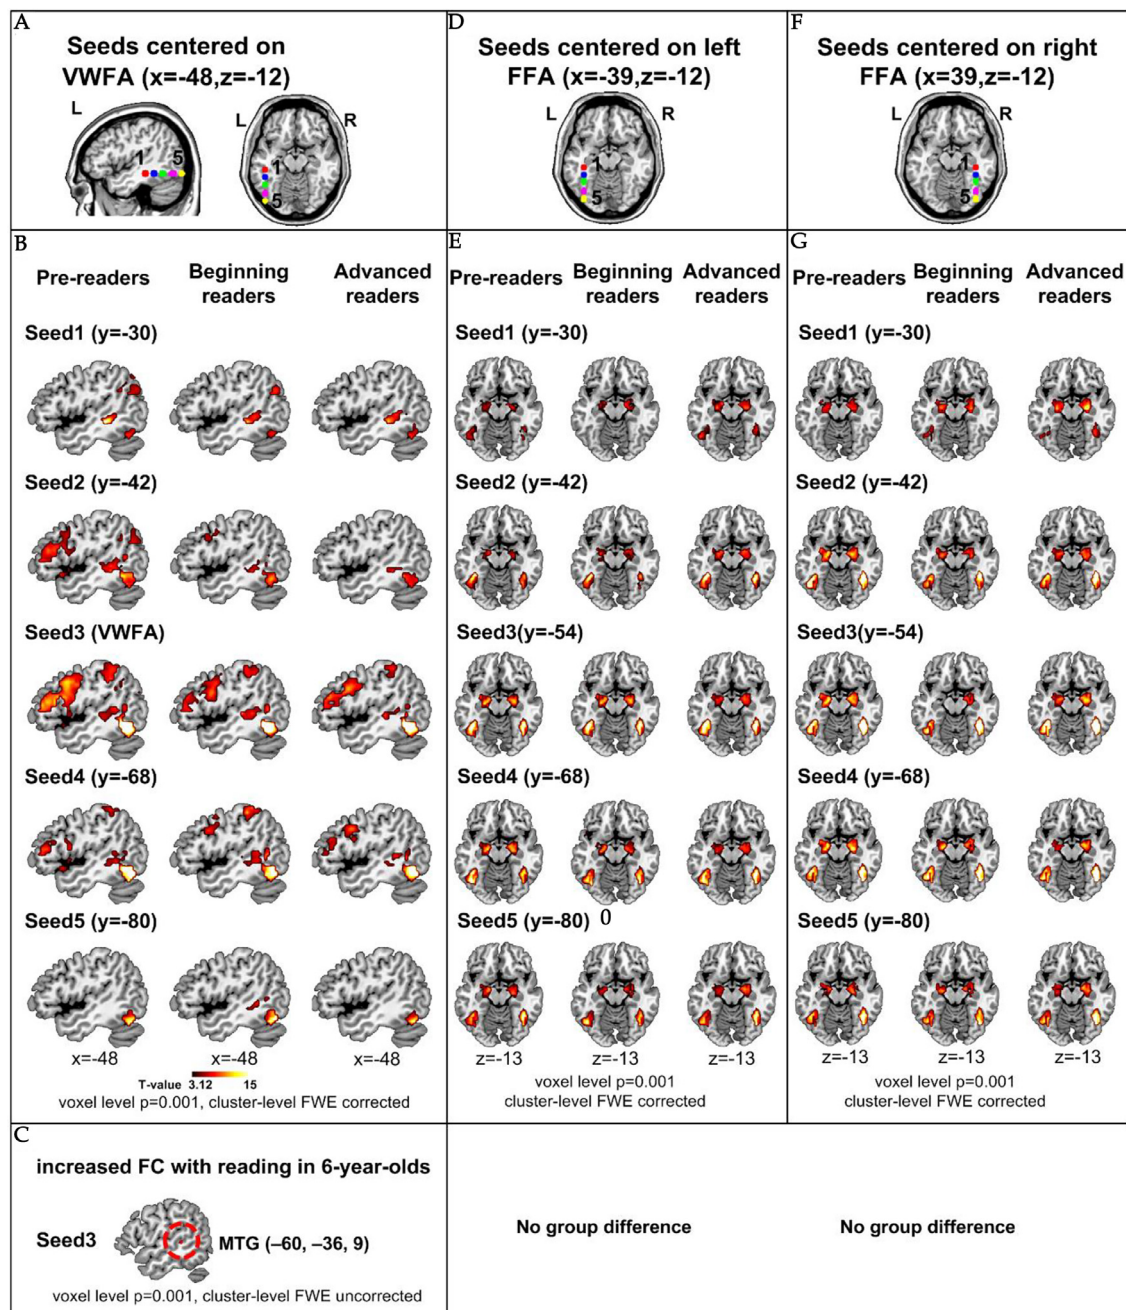 A
Seeds centered on
VWFA (x=-48,z=-12)
L
1
5
L
R
1
5
D
Seeds centered on left
FFA (x=-39,z=-12)
L
R
1
5
F
Seeds centered on right
FFA (x=39,z=-12)
L
R
1
5
B
Pre-readers
Beginning
readers
Advanced
readers
Seed1 (y=-30)
Seed2 (y=-42)
Seed3 (VWFA)
Seed4 (y=-68)
Seed5 (y=-80)
x=-48
x=-48
x=-48
T-value 3.12
15
voxel level p=0.001, cluster-level FWE corrected
E
Pre-readers
Beginning
readers
Advanced
readers
Seed1 (y=-30)
Seed2 (y=-42)
Seed3(y=-54)
Seed4 (y=-68)
Seed5 (y=-80)
0
z=-13
z=-13
z=-13
voxel level p=0.001
cluster-level FWE corrected
G
Pre-readers
Beginning
readers
Advanced
readers
Seed1 (y=-30)
Seed2 (y=-42)
Seed3(y=-54)
Seed4 (y=-68)
Seed5 (y=-80)
z=-13
z=-13
z=-13
voxel level p=0.001
cluster-level FWE corrected
C
increased FC with reading in 6-year-olds
Seed3
MTG (–60, –36, 9)
voxel level p=0.001, cluster-level FWE uncorrected
No group difference
No group difference